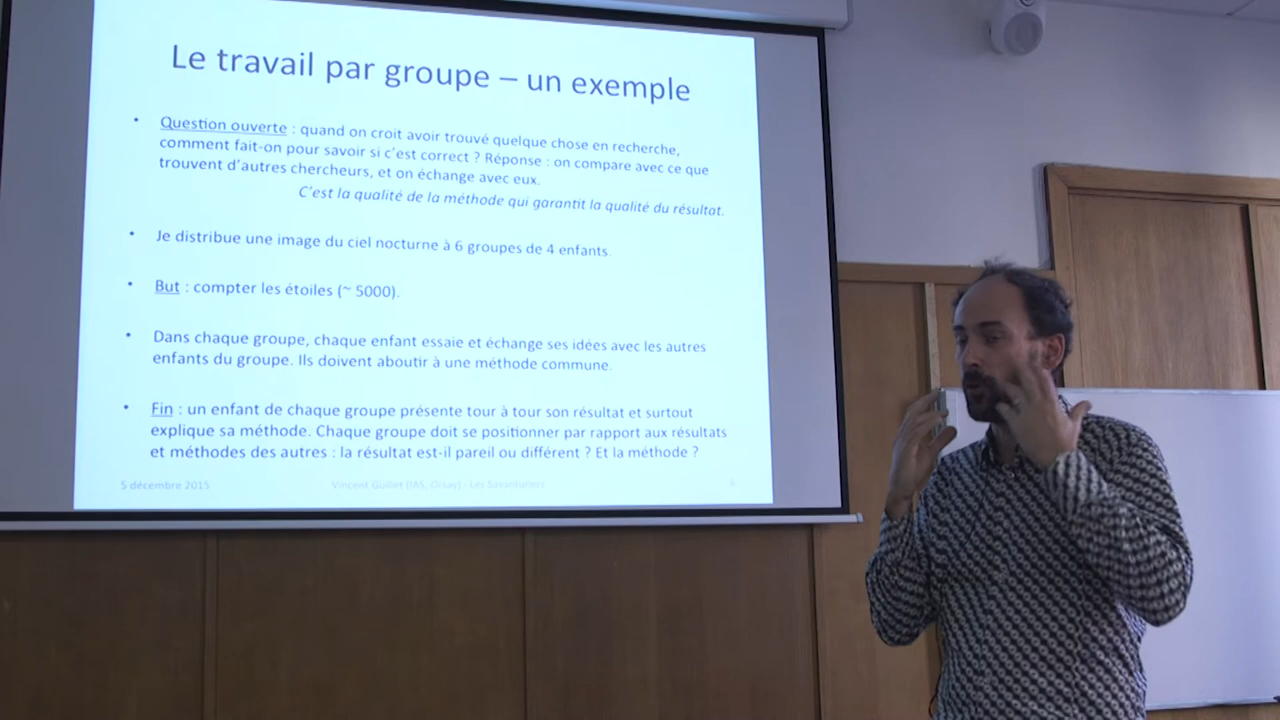 Le travail par groupe – un exemple
• Question ouverte : quand on croit avoir trouvé quelque chose en recherche,
comment fait-on pour savoir si c'est correct ? Réponse : on compare avec ce que
trouvent d'autres chercheurs, et on échange avec eux.
C'est la qualité de la méthode qui garantit la qualité du résultat.
• Je distribue une image du ciel nocturne à 6 groupes de 4 enfants.
• But : compter les étoiles (~ 5000).
• Dans chaque groupe, chaque enfant essaie et échange ses idées avec les autres
enfants du groupe. Ils doivent aboutir à une méthode commune.
• Fin : un enfant de chaque groupe présente tour à tour son résultat et surtout
explique sa méthode. Chaque groupe doit se positionner par rapport aux résultats
et méthodes des autres : la résultat est-il pareil ou différent ? Et la méthode ?
5 décembre 2015 Vincent Guillet (IAS, Orsay) - Les Savanturiers